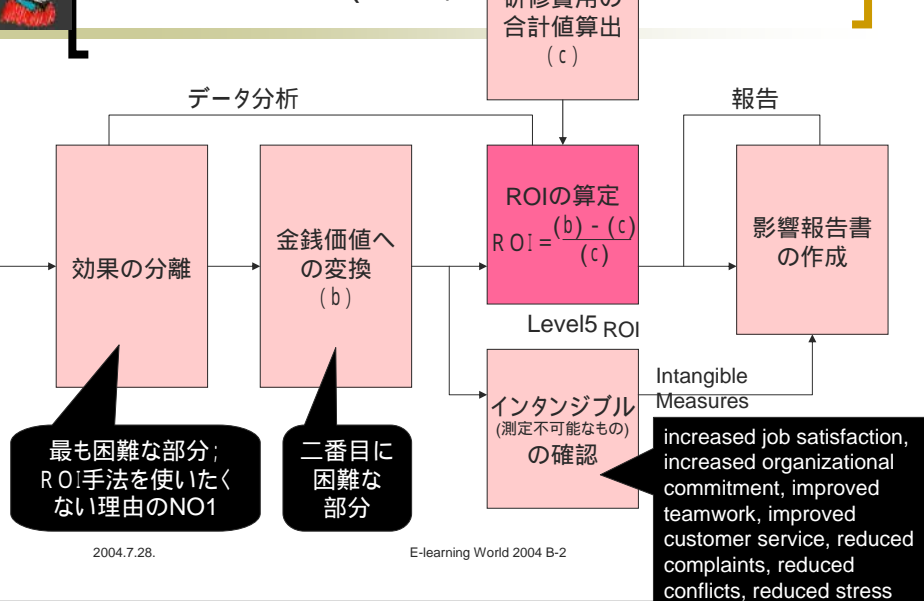 研修費用の
合計値算出
(c)
データ分析
報告
効果の分離
金銭価値へ
の変換
(b)
ROIの算定
ROI=(b)-(c)
(c)
影響報告書
の作成
Level5 ROI
インタンジブル
(測定不可能なもの)
の確認
Intangible
Measures
最も困難な部分;
ROI手法を使いたく
ない理由のNO1
二番目に
困難な
部分
increased job satisfaction,
increased organizational
commitment, improved
teamwork, improved
customer service, reduced
complaints, reduced
conflicts, reduced stress
2004.7.28.
E-learning World 2004 B-2